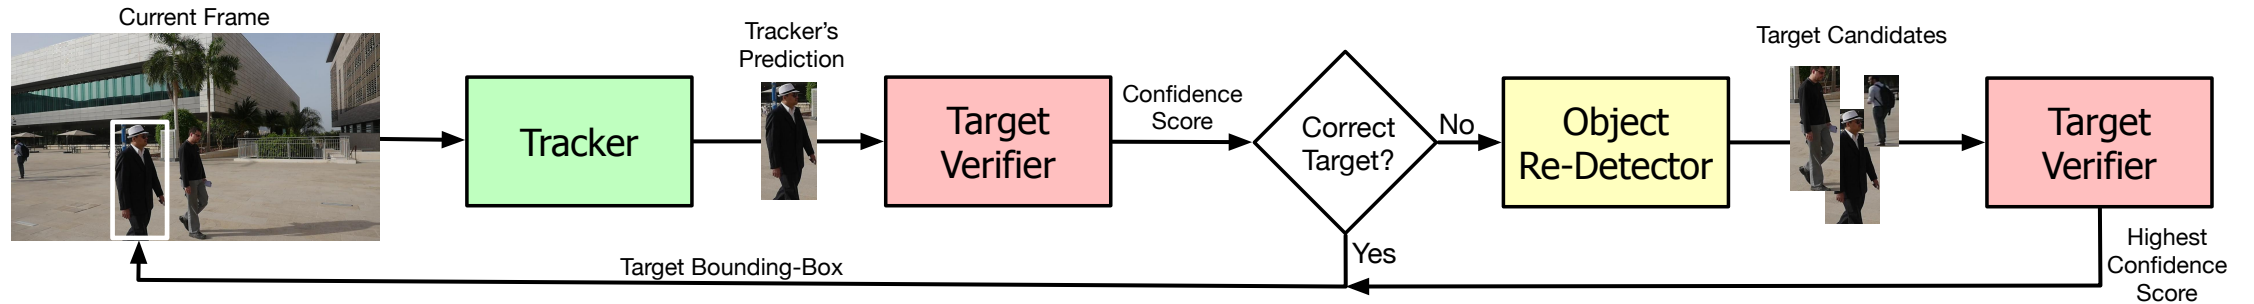 Current Frame
Tracker
Tracker’s
Prediction
Target
Verifier
Confidence
Score
Correct
Target?
No
Yes
Object
Re-Detector
Target Candidates
Target
Verifier
Highest
Confidence
Score
Target Bounding-Box